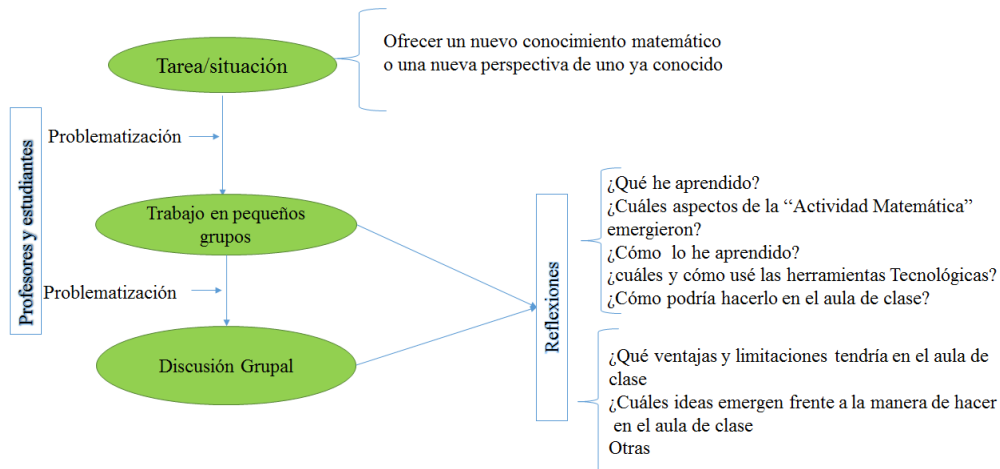 Tarea/situación
Ofrecer un nuevo conocimiento matemático
o una nueva perspectiva de uno ya conocido
Profesores y estudiantes
Problematización
Trabajo en pequeños
grupos
Problematización
Discusión Grupal
Reflexiones
¿Qué he aprendido?
¿Cuáles aspectos de la “Actividad Matemática”
emergieron?
¿Cómo lo he aprendido?
¿cuáles y cómo usé las herramientas Tecnológicas?
¿Cómo podría hacerlo en el aula de clase?
¿Qué ventajas y limitaciones tendría en el aula de
clase
¿Cuáles ideas emergen frente a la manera de hacer
en el aula de clase
Otras